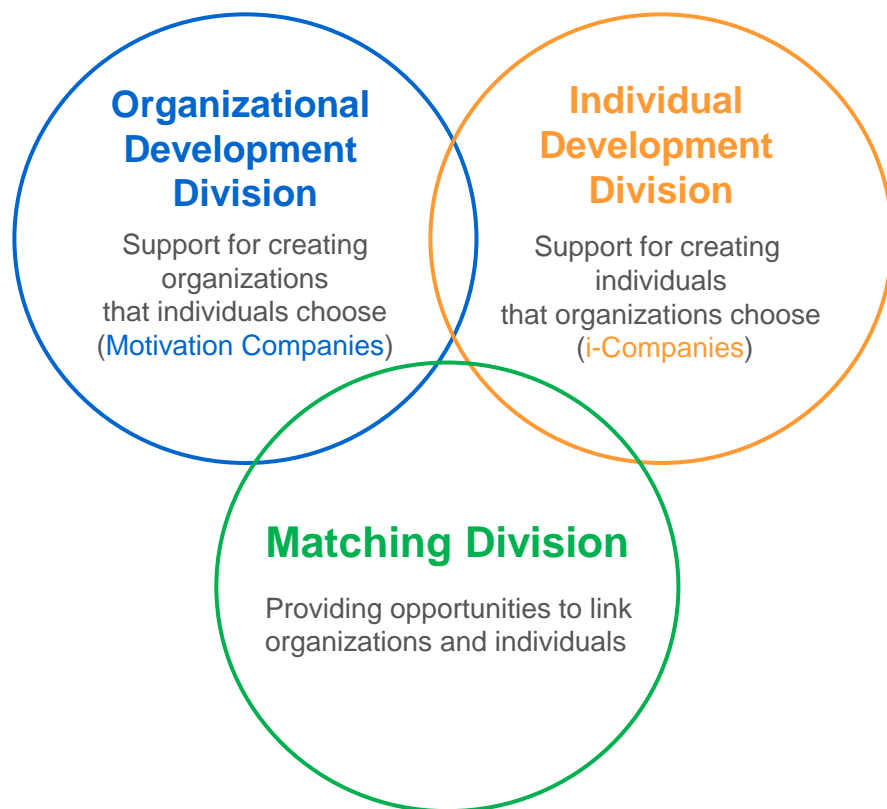 Organizational
Development
Division
Support for creating
organizations
that individuals choose
(Motivation Companies)
Individual
Development
Division
Support for creating
individuals
that organizations choose
(i-Companies)
Matching Division
Providing opportunities to link
organizations and individuals